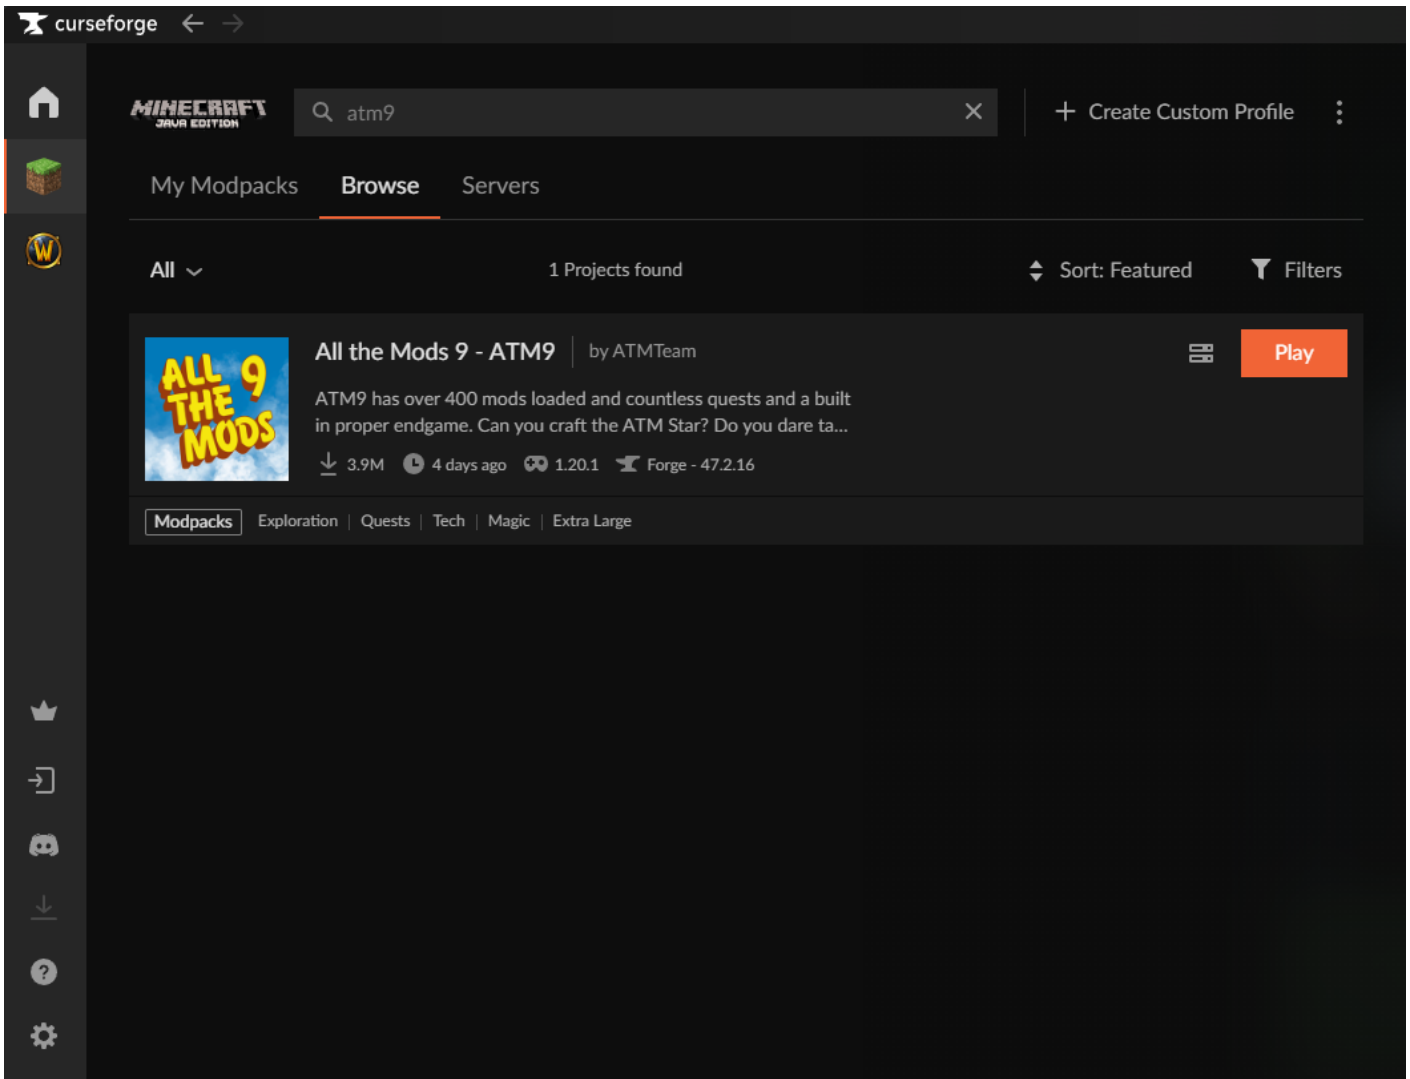 curseforge
MINECRAFT
JAVA EDITION
atm9
Create Custom Profile
My Modpacks Browse Servers
All 1 Projects found Sort: Featured Filters
ALL 9
THE
MODS
All the Mods 9 - ATM9 by ATMTeam
Play
ATM9 has over 400 mods loaded and countless quests and a built
in proper endgame. Can you craft the ATM Star? Do you dare ta...
3.9M 4 days ago 1.20.1 Forge - 47.2.16
Modpacks Exploration | Quests | Tech | Magic | Extra Large
W